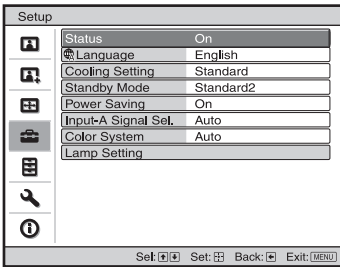 Setup
Status On
Language English
Cooling Setting Standard
Standby Mode Standard2
Power Saving On
Input-A Signal Sel. Auto
Color System Auto
Lamp Setting
Sel: Set: Back: Exit: MENU